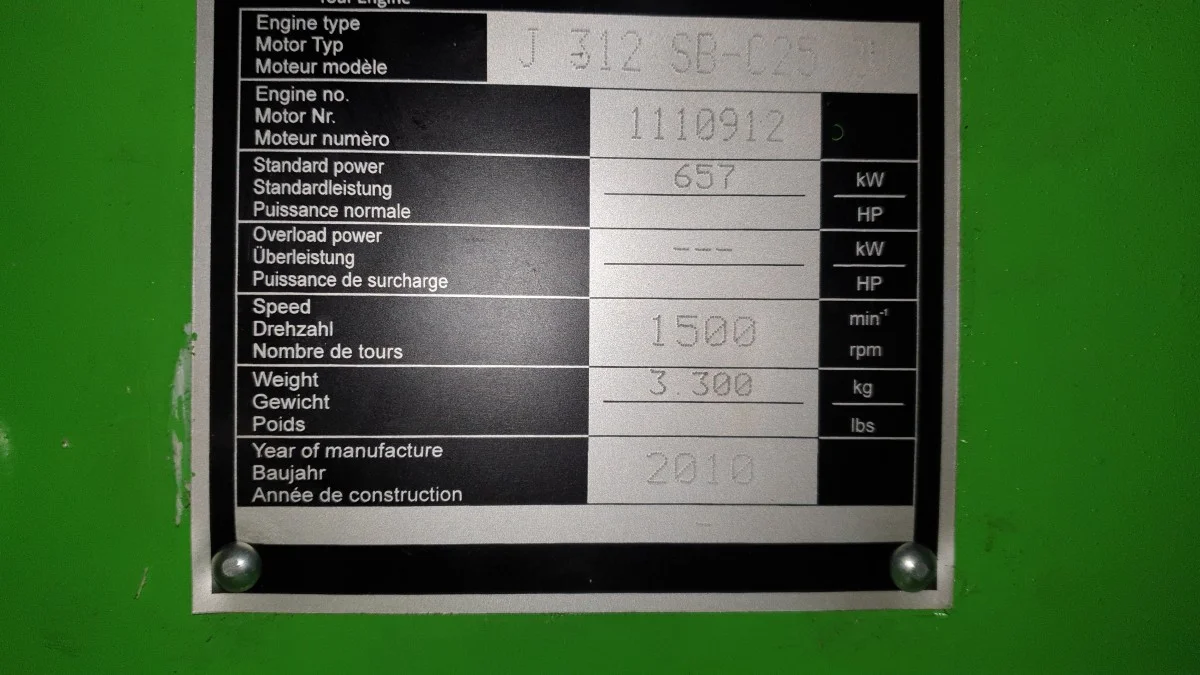 Your Engine
Engine type
Motor Typ
Moteur modèle
J 312 SB-C25
Engine no.
Motor Nr.
Moteur numèro
1110912
Standard power
Standardleistung
Puissance normale
657
kW
HP
Overload power
Überleistung
Puissance de surcharge
---
kW
HP
Speed
Drehzahl
Nombre de tours
1500
min-1
rpm
Weight
Gewicht
Poids
3.300
kg
lbs
Year of manufacture
Baujahr
Année de construction
2010